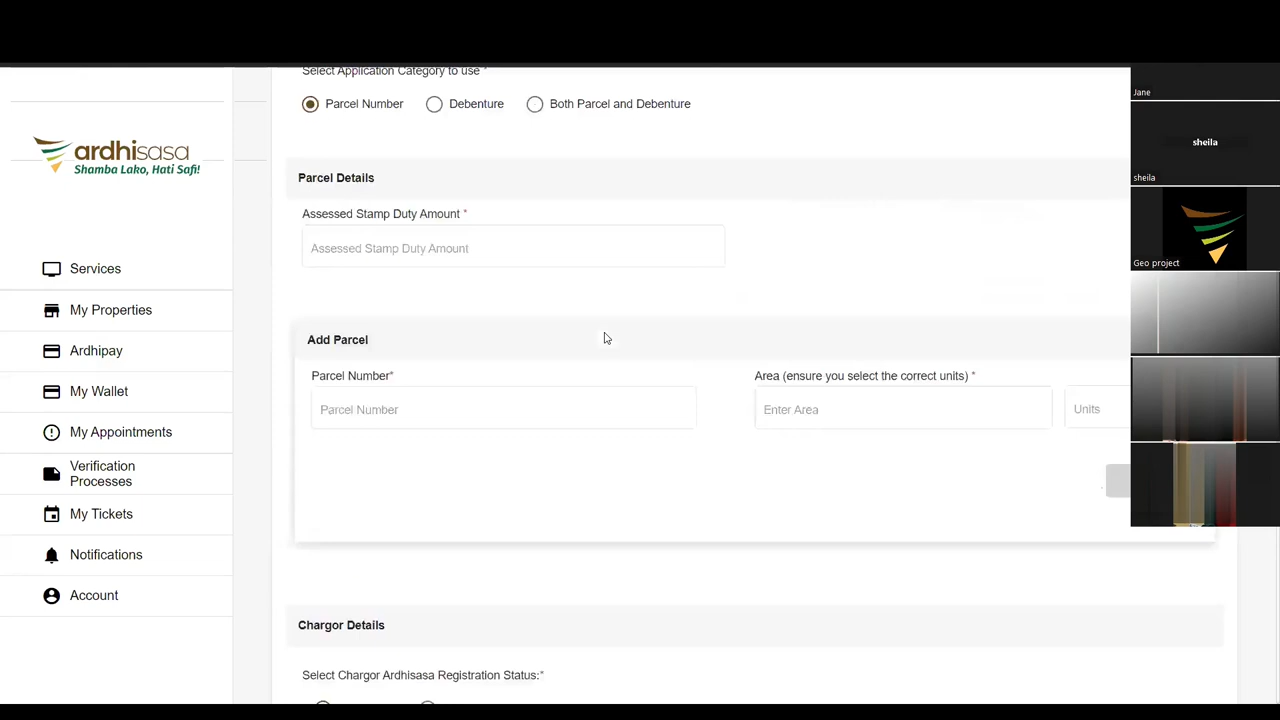 Select Application Category to use *
Parcel Number
Debenture
Both Parcel and Debenture
Jane
sheila
sheila
Geo project
ardhisasa
Shamba Lako, Hati Safi!
Services
My Properties
Ardhipay
My Wallet
My Appointments
Verification
Processes
My Tickets
Notifications
Account
Parcel Details
Assessed Stamp Duty Amount *
Assessed Stamp Duty Amount
Add Parcel
Parcel Number*
Parcel Number
Area (ensure you select the correct units) *
Enter Area
Units
Chargor Details
Select Chargor Ardhisasa Registration Status:*